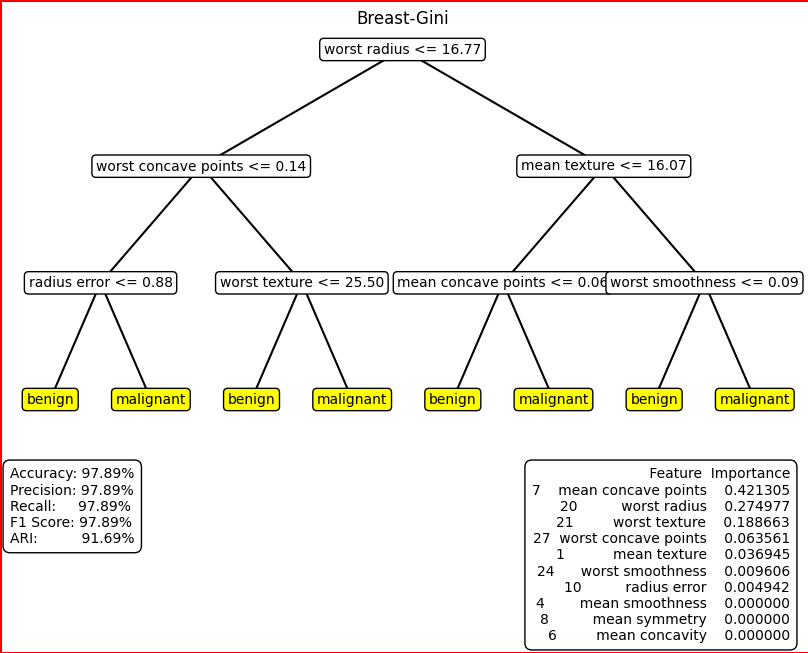 Breast-Gini
worst radius <= 16.77
worst concave points <= 0.14
mean texture <= 16.07
radius error <= 0.88
worst texture <= 25.50
mean concave points <= 0.06
worst smoothness <= 0.09
benign
malignant
benign
malignant
benign
malignant
benign
malignant
Accuracy: 97.89%
Precision: 97.89%
Recall: 97.89%
F1 Score: 97.89%
ARI: 91.69%
Feature Importance
7 mean concave points 0.421305
20 worst radius 0.274977
21 worst texture 0.188663
27 worst concave points 0.063561
1 mean texture 0.036945
24 worst smoothness 0.009606
10 radius error 0.004942
4 mean smoothness 0.000000
8 mean symmetry 0.000000
6 mean concavity 0.000000